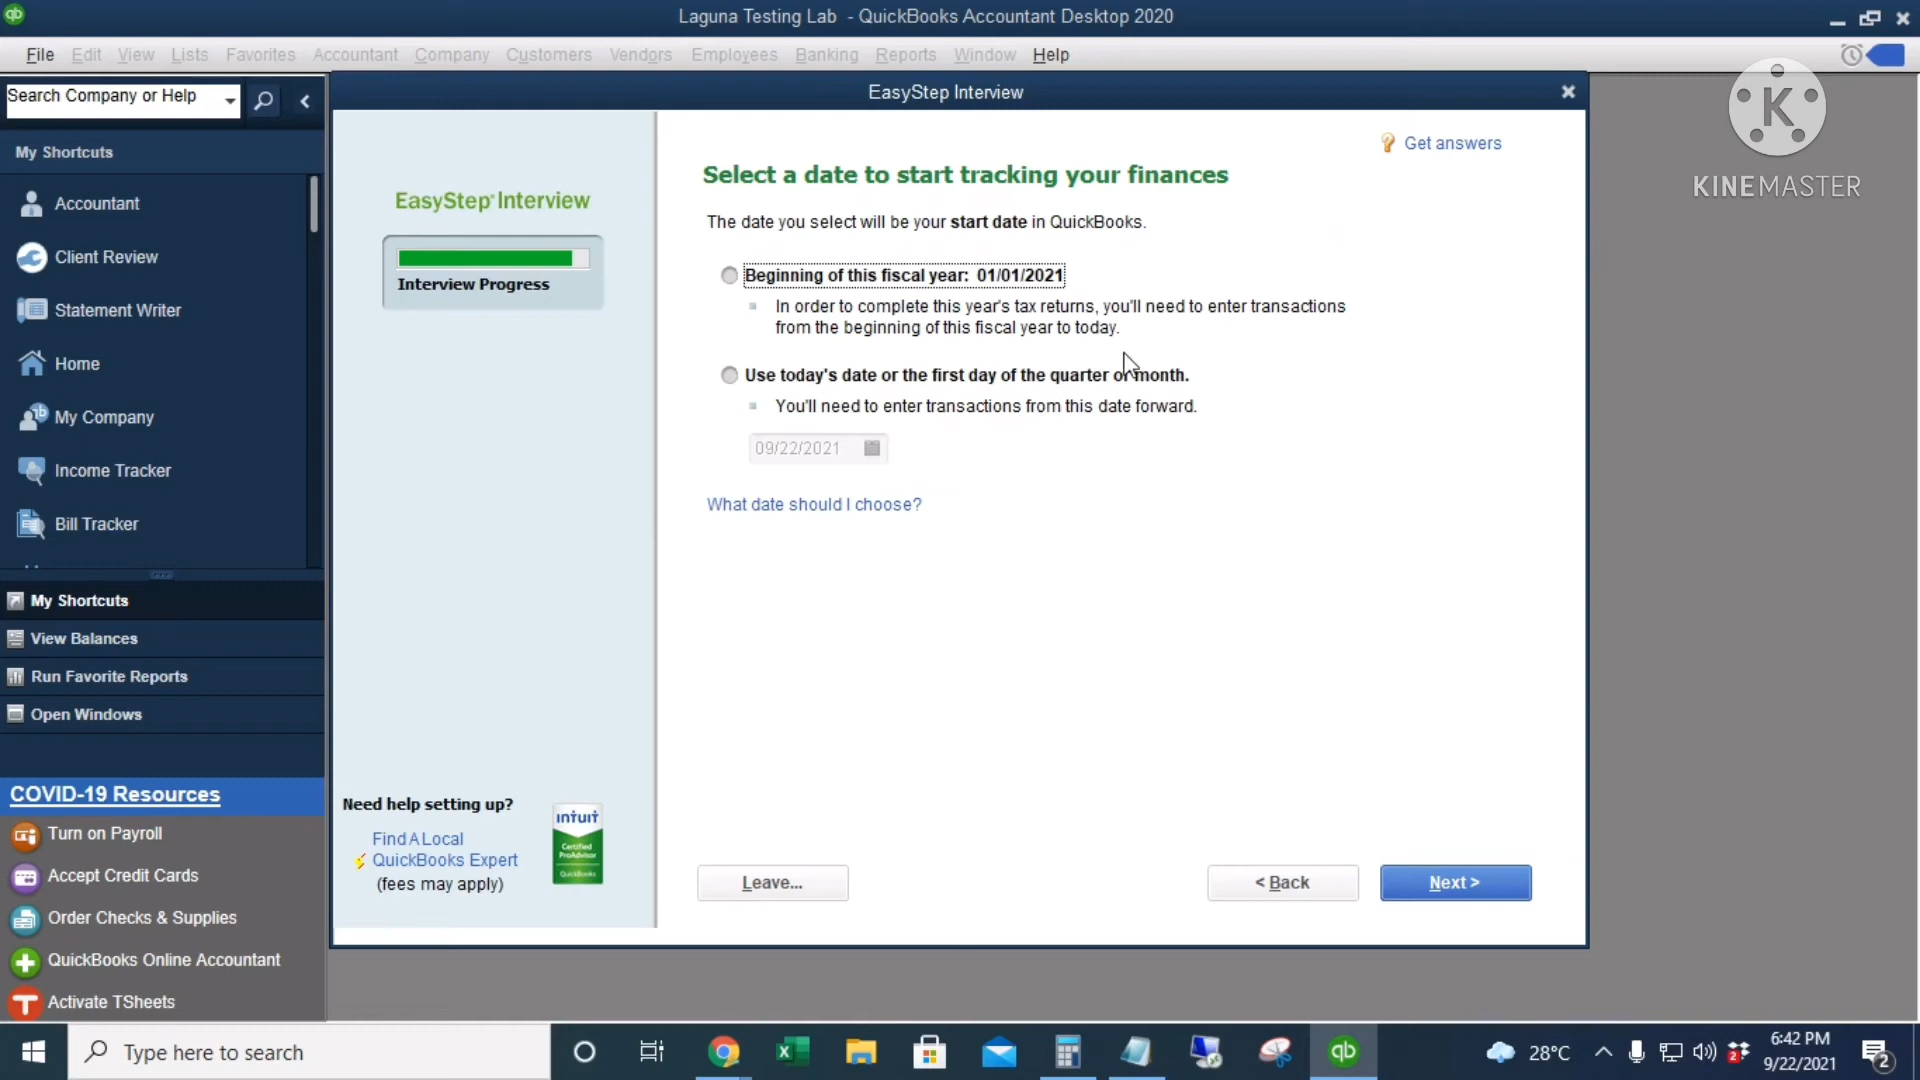 Laguna Testing Lab - QuickBooks Accountant Desktop 2020
File Edit View Lists Favorites Accountant Company Customers Vendors Employees Banking Reports Window Help
Search Company or Help
My Shortcuts
Accountant
Client Review
Statement Writer
Home
My Company
Income Tracker
Bill Tracker
My Shortcuts
View Balances
Run Favorite Reports
Open Windows
COVID-19 Resources
Turn on Payroll
Accept Credit Cards
Order Checks & Supplies
QuickBooks Online Accountant
Activate TSheets
EasyStep Interview
EasyStep® Interview
Interview Progress
Need help setting up?
Find A Local
QuickBooks Expert
(fees may apply)
intuit
Certified
ProAdvisor
QuickBooks
Get answers
Select a date to start tracking your finances
The date you select will be your start date in QuickBooks.
Beginning of this fiscal year: 01/01/2021
In order to complete this year's tax returns, you'll need to enter transactions
from the beginning of this fiscal year to today.
Use today's date or the first day of the quarter or month.
You'll need to enter transactions from this date forward.
09/22/2021
What date should I choose?
Leave...
< Back
Next >
K
KINEMASTER
Type here to search
28°C
6:42 PM
9/22/2021
2